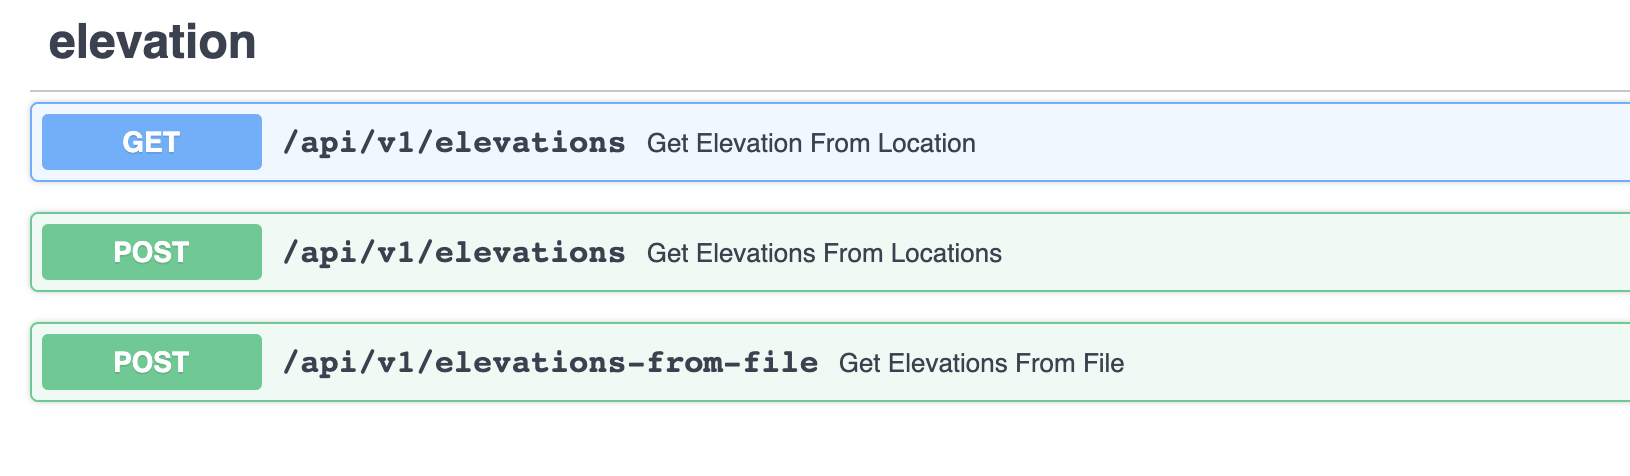 elevation
GET /api/v1/elevations Get Elevation From Location
POST /api/v1/elevations Get Elevations From Locations
POST /api/v1/elevations-from-file Get Elevations From File